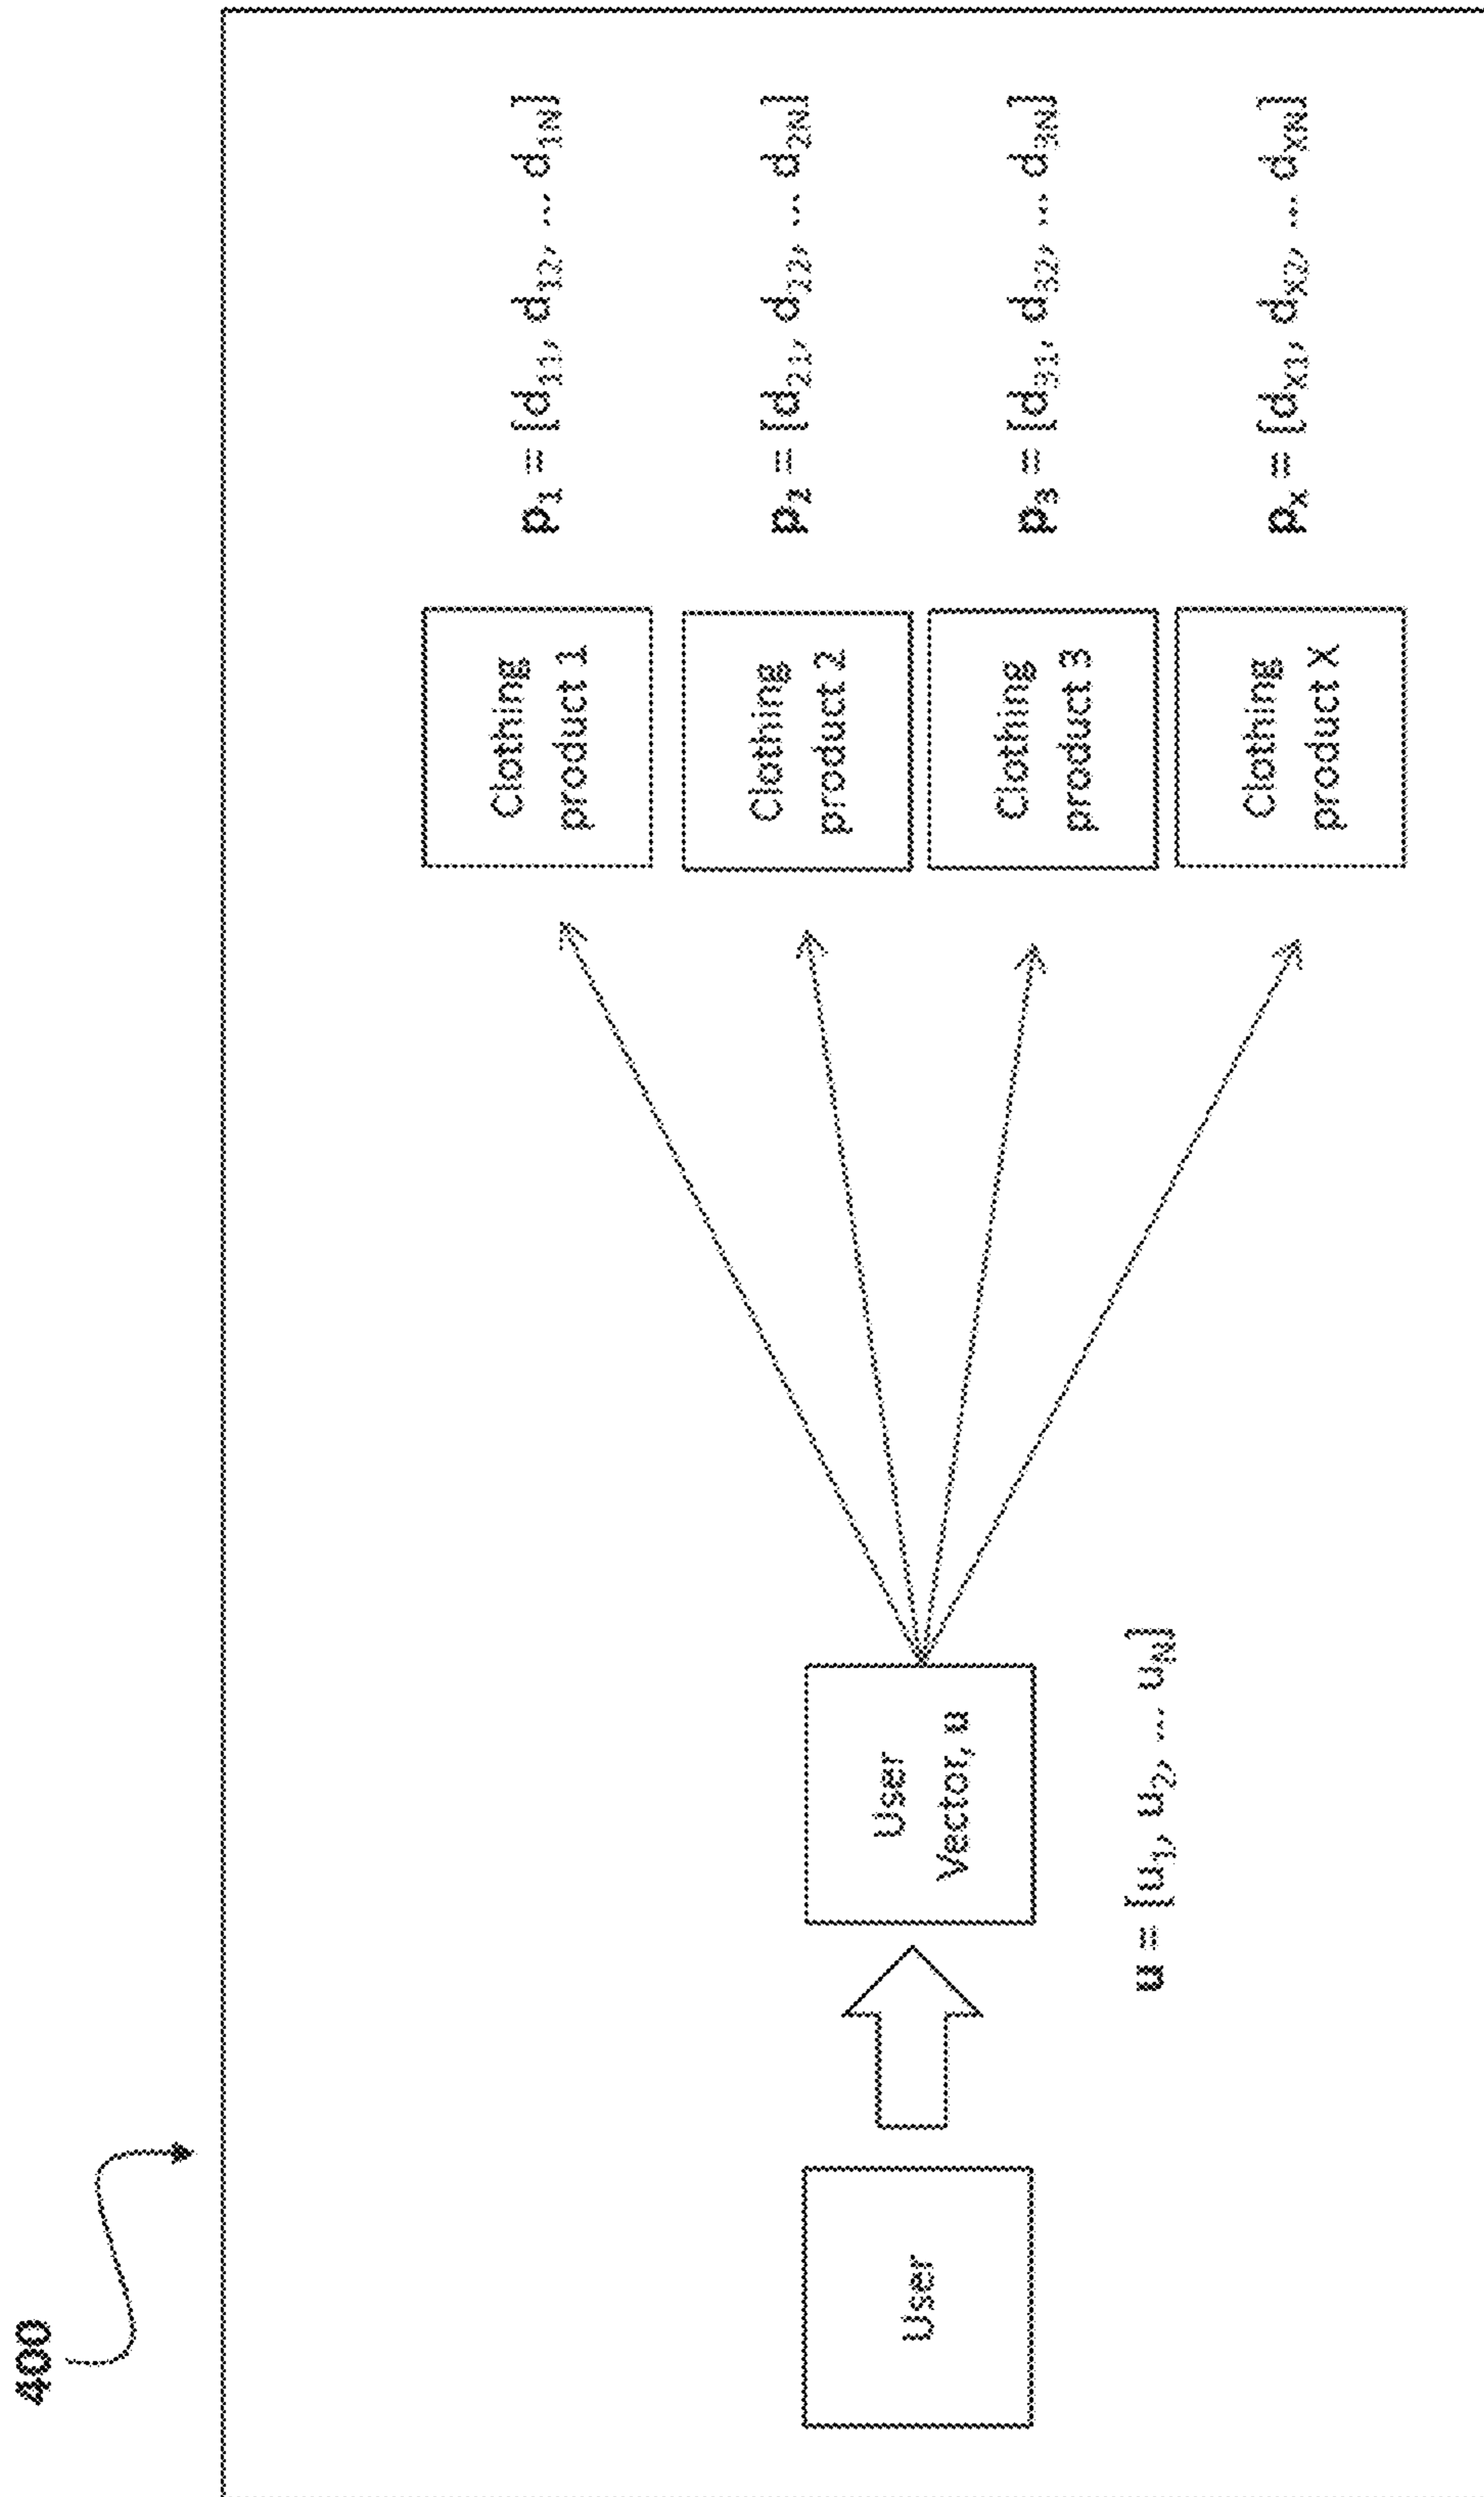 400
User
User
Vector, u
u = [u1, u2, ... uN]
Clothing
product 1
p1 = [d11, d12, ... d1N]
Clothing
product 2
p2 = [d21, d22, ... d2N]
Clothing
product 3
p3 = [d31, d32, ... d3N]
Clothing
product X
px = [dx1, dx2, ... dxN]